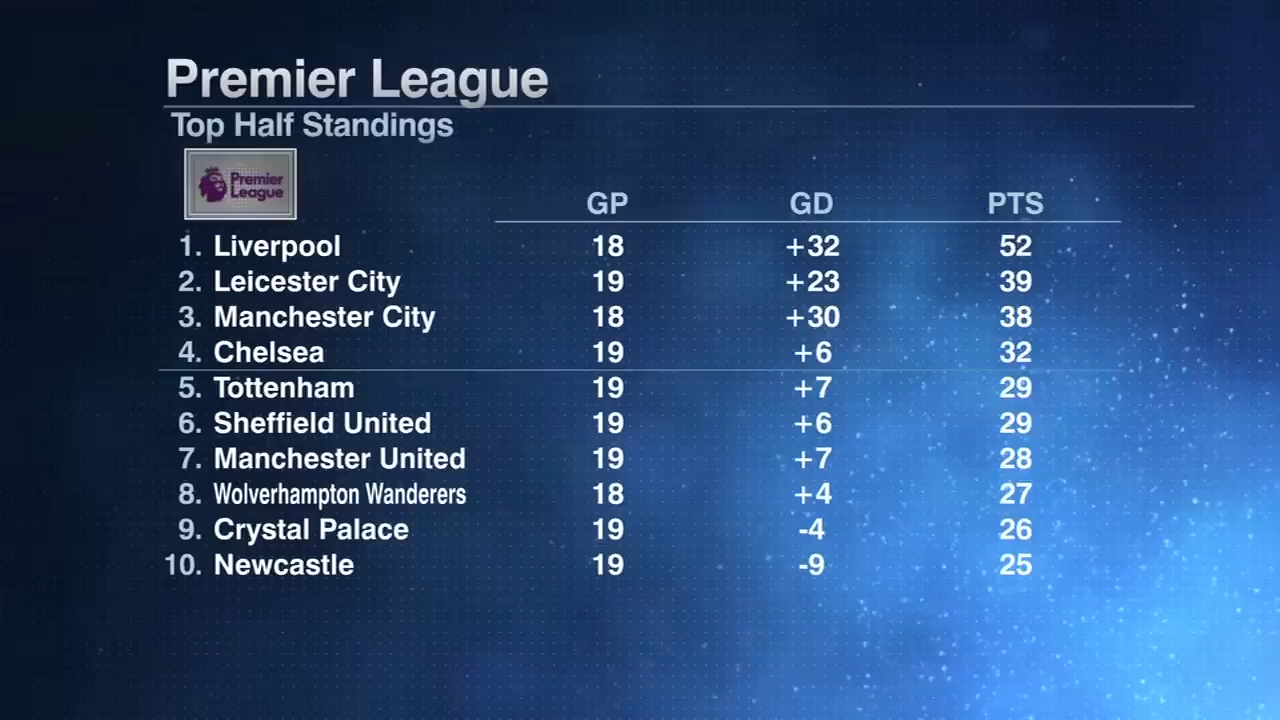 Premier League
Top Half Standings
Premier
League
GP GD PTS
1. Liverpool 18 +32 52
2. Leicester City 19 +23 39
3. Manchester City 18 +30 38
4. Chelsea 19 +6 32
5. Tottenham 19 +7 29
6. Sheffield United 19 +6 29
7. Manchester United 19 +7 28
8. Wolverhampton Wanderers 18 +4 27
9. Crystal Palace 19 -4 26
10. Newcastle 19 -9 25